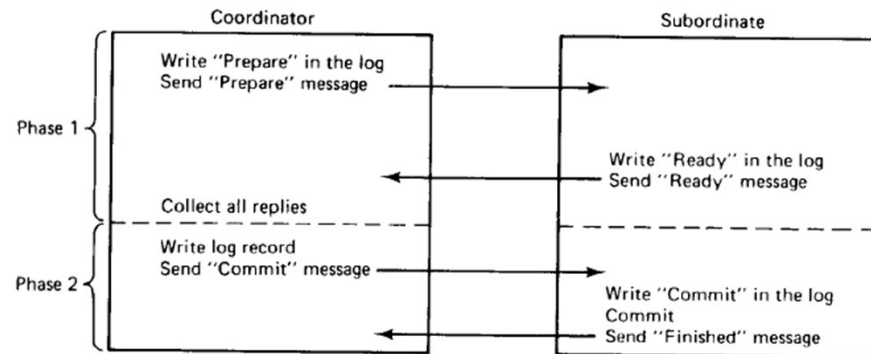 Coordinator
Subordinate
Phase 1
Write "Prepare" in the log
Send "Prepare" message
Write "Ready" in the log
Send "Ready" message
Collect all replies
Phase 2
Write log record
Send "Commit" message
Write "Commit" in the log
Commit
Send "Finished" message